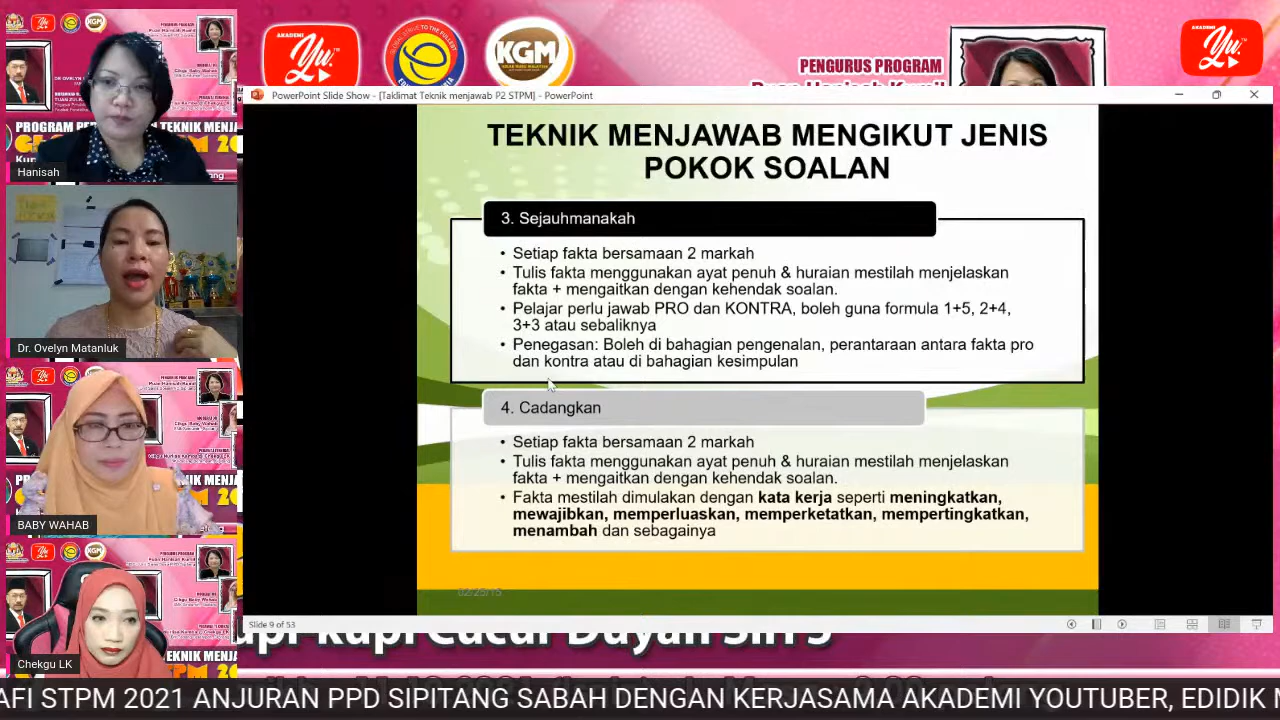 Hanisah
Dr. Ovelyn Matanluk
BABY WAHAB
Chekgu LK
AKADEMI
Yu
KGM
PENGURUS PROGRAM
AKADEMI
Yu
PowerPoint Slide Show - [Taklimat Teknik menjawab P2 STPM] - PowerPoint
TEKNIK MENJAWAB MENGIKUT JENIS
POKOK SOALAN
3. Sejauhmanakah
• Setiap fakta bersamaan 2 markah
• Tulis fakta menggunakan ayat penuh & huraian mestilah menjelaskan
fakta + mengaitkan dengan kehendak soalan.
• Pelajar perlu jawab PRO dan KONTRA, boleh guna formula 1+5, 2+4,
3+3 atau sebaliknya
• Penegasan: Boleh di bahagian pengenalan, perantaraan antara fakta pro
dan kontra atau di bahagian kesimpulan
4. Cadangkan
• Setiap fakta bersamaan 2 markah
• Tulis fakta menggunakan ayat penuh & huraian mestilah menjelaskan
fakta + mengaitkan dengan kehendak soalan.
• Fakta mestilah dimulakan dengan kata kerja seperti meningkatkan,
mewajibkan, memperluaskan, memperketatkan, mempertingkatkan,
menambah dan sebagainya
Slide 9 of 53
AFI STPM 2021 ANJURAN PPD SIPITANG SABAH DENGAN KERJASAMA AKADEMI YOUTUBER, EDIDIK